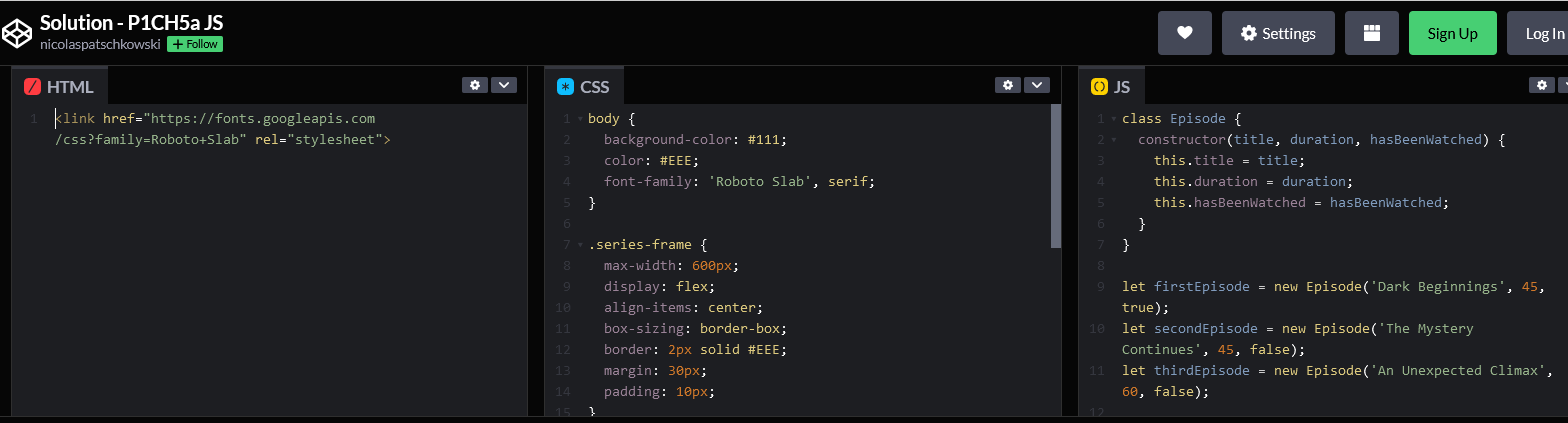 Solution - P1CH5a JS
nicolaspatschkowski + Follow
Settings
Sign Up
Log In
HTML
1 <link href="https://fonts.googleapis.com
/css?family=Roboto+Slab" rel="stylesheet">
CSS
1 body {
2 background-color: #111;
3 color: #EEE;
4 font-family: 'Roboto Slab', serif;
5 }
6
7 .series-frame {
8 max-width: 600px;
9 display: flex;
10 align-items: center;
11 box-sizing: border-box;
12 border: 2px solid #EEE;
13 margin: 30px;
14 padding: 10px;
15 }
JS
1 class Episode {
2 constructor(title, duration, hasBeenWatched) {
3 this.title = title;
4 this.duration = duration;
5 this.hasBeenWatched = hasBeenWatched;
6 }
7 }
8
9 let firstEpisode = new Episode('Dark Beginnings', 45,
true);
10 let secondEpisode = new Episode('The Mystery
Continues', 45, false);
11 let thirdEpisode = new Episode('An Unexpected Climax',
60, false);
12